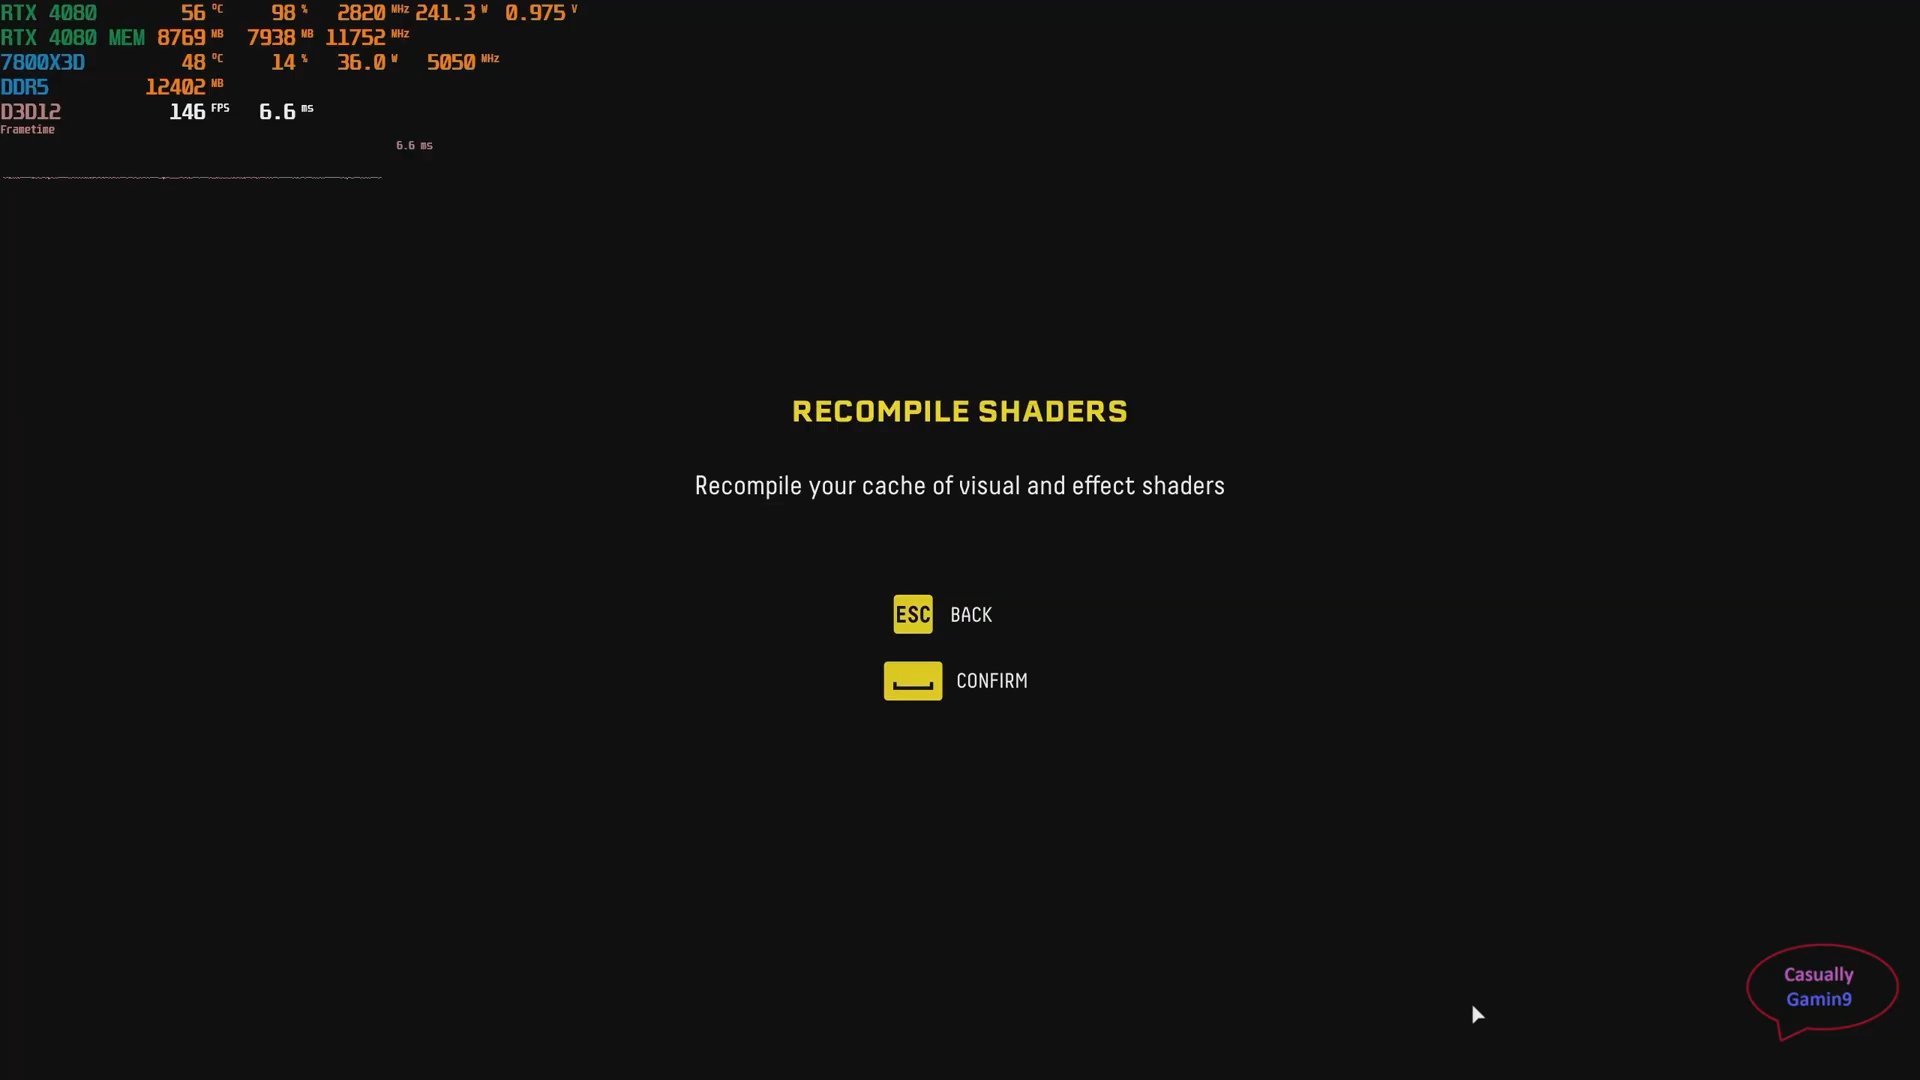 RTX 4080 56 °C 98 % 2820 MHz 241.3 W 0.975 V
RTX 4080 MEM 8769 MB 7938 MB 11752 MHz
7800X3D 48 °C 14 % 36.0 W 5050 MHz
DDR5 12402 MB
D3D12 146 FPS 6.6 ms
Frametime
6.6 ms
RECOMPILE SHADERS
Recompile your cache of visual and effect shaders
ESC BACK
CONFIRM
Casually
Gamin9